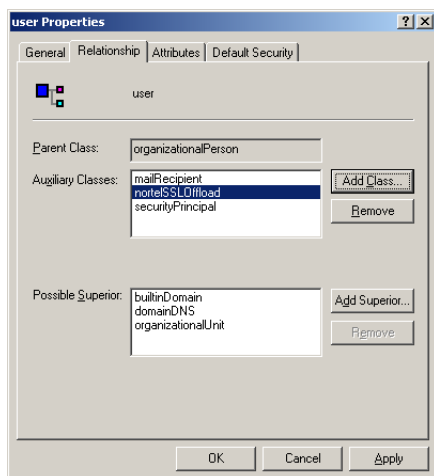 user Properties
General Relationship Attributes Default Security
user
Parent Class: organizationalPerson
Auxiliary Classes: mailRecipient Add Class...
nortelSSLOffload
securityPrincipal Remove
Possible Superior: builtinDomain Add Superior...
domainDNS
organizationalUnit Remove
OK Cancel Apply